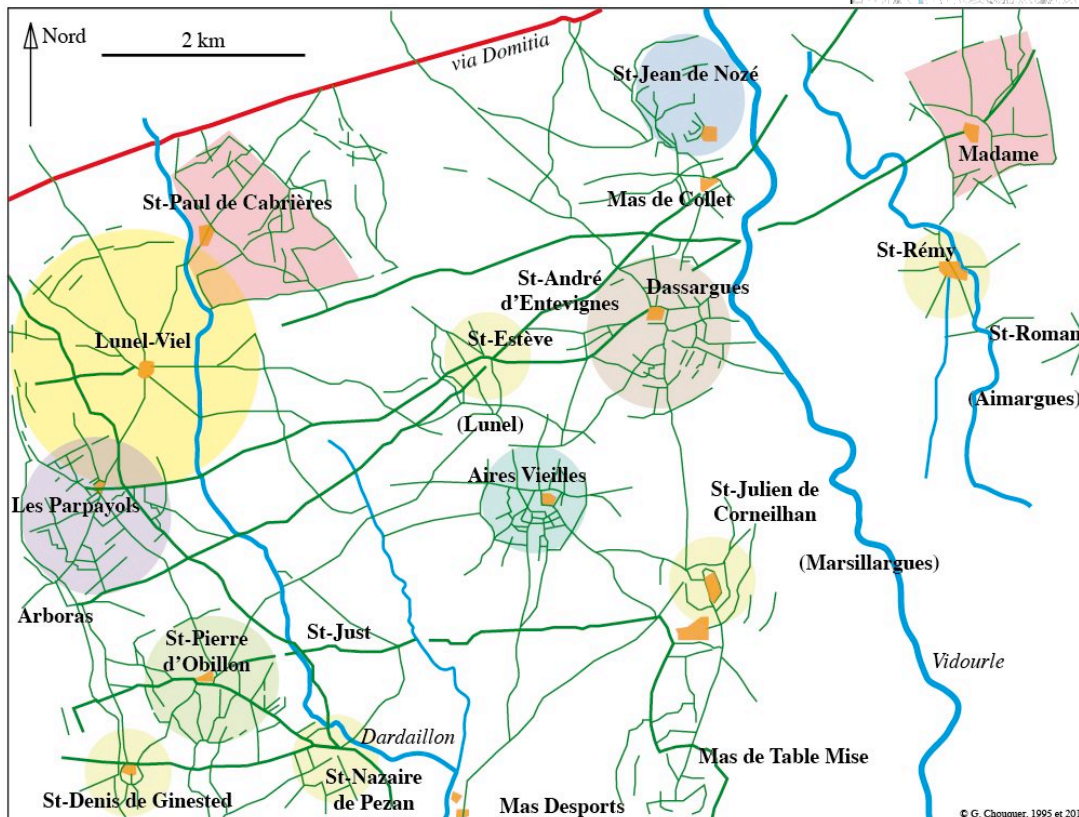 Nord
2 km
via Domitia
St-Jean de Nozé
Madame
St-Paul de Cabrières
Mas de Collet
St-Rémy
St-André
d'Entevignes
Dassargues
St-Roman
St-Estève
Lunel-Viel
(Aimargues)
(Lunel)
Aires Vieilles
Les Parpayols
St-Julien de
Corneilhan
(Marsillargues)
Arboras
St-Just
St-Pierre
d'Obillon
Vidourle
Dardaillon
Mas de Table Mise
St-Nazaire
de Pezan
St-Denis de Ginested
Mas Desports
© G. Chouquer, 1995 et 201